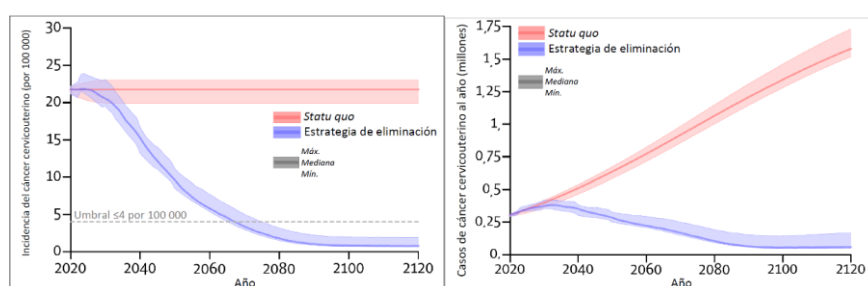 30
25
20
15
10
5
0
Incidencia del cáncer cervicouterino (por 100 000)
Statu quo
Estrategia de eliminación
Máx.
Mediana
Mín.
Umbral ≤4 por 100 000
2020 2040 2060 2080 2100 2120
Año
Casos de cáncer cervicouterino al año (millones)
1,75
1,5
1,25
1,
0,75
0,5
0,25
0,
Statu quo
Estrategia de eliminación
Máx.
Mediana
Mín.
2020 2040 2060 2080 2100 2120
Año